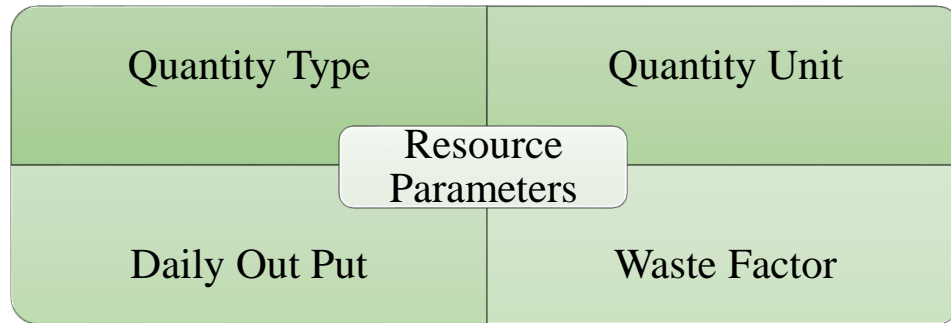 Quantity Type
Quantity Unit
Resource
Parameters
Daily Out Put
Waste Factor